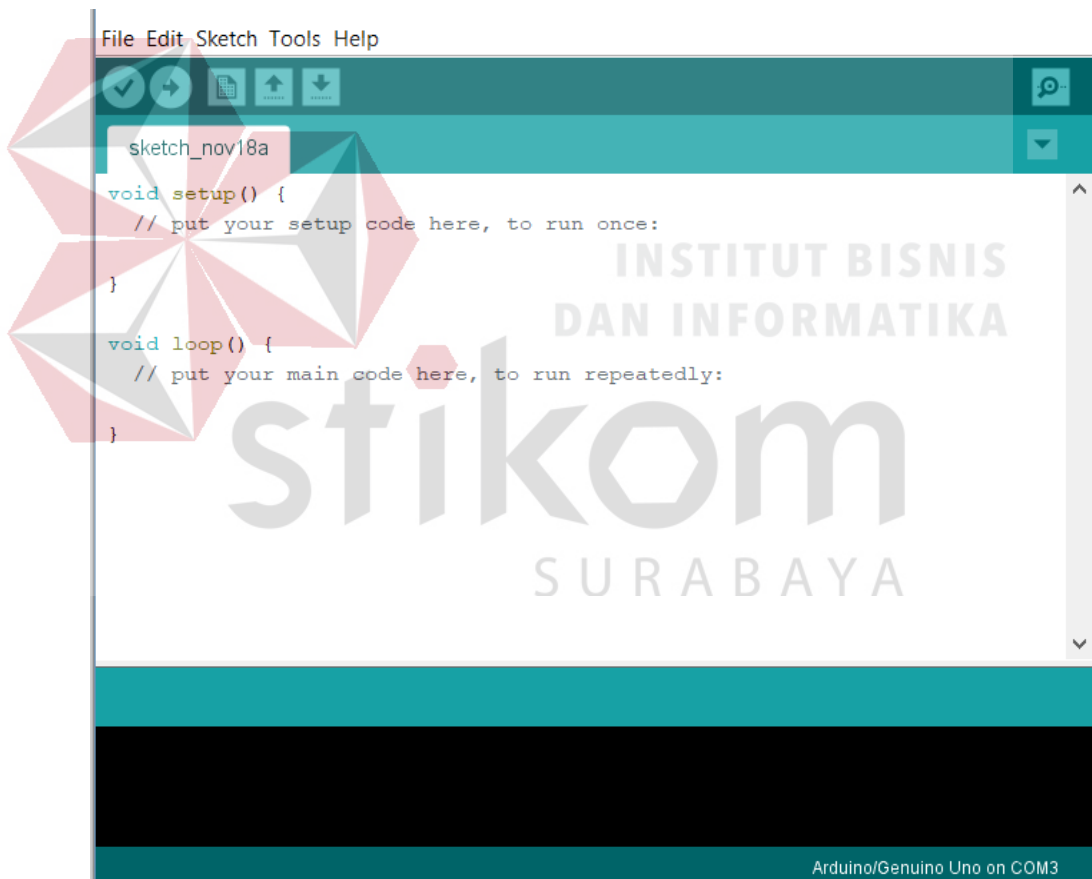 File Edit Sketch Tools Help
sketch_nov18a
void setup() {
  // put your setup code here, to run once:
}
void loop() {
  // put your main code here, to run repeatedly:
}
INSTITUT BISNIS
DAN INFORMATIKA
stikom
SURABAYA
Arduino/Genuino Uno on COM3